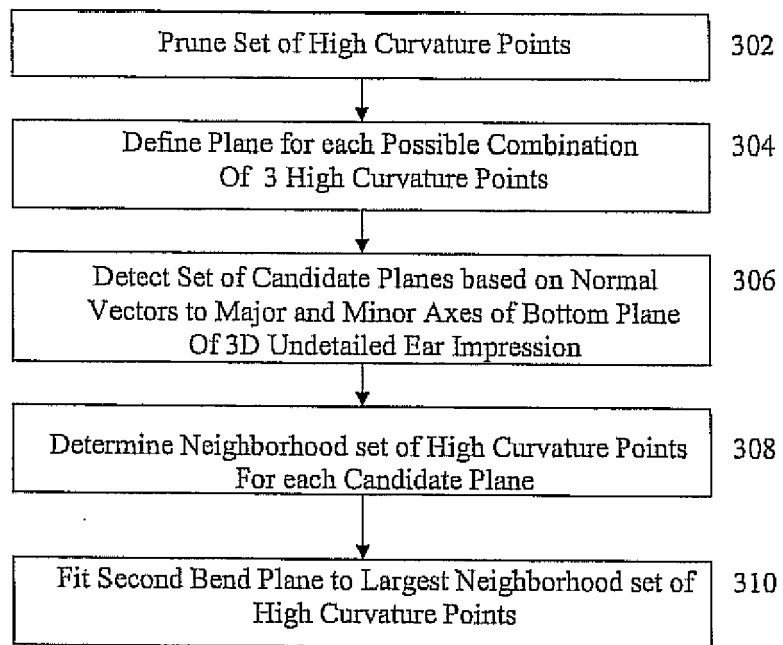 Prune Set of High Curvature Points
302
Define Plane for each Possible Combination
Of 3 High Curvature Points
304
Detect Set of Candidate Planes based on Normal
Vectors to Major and Minor Axes of Bottom Plane
Of 3D Undetailed Ear Impression
306
Determine Neighborhood set of High Curvature Points
For each Candidate Plane
308
Fit Second Bend Plane to Largest Neighborhood set of
High Curvature Points
310